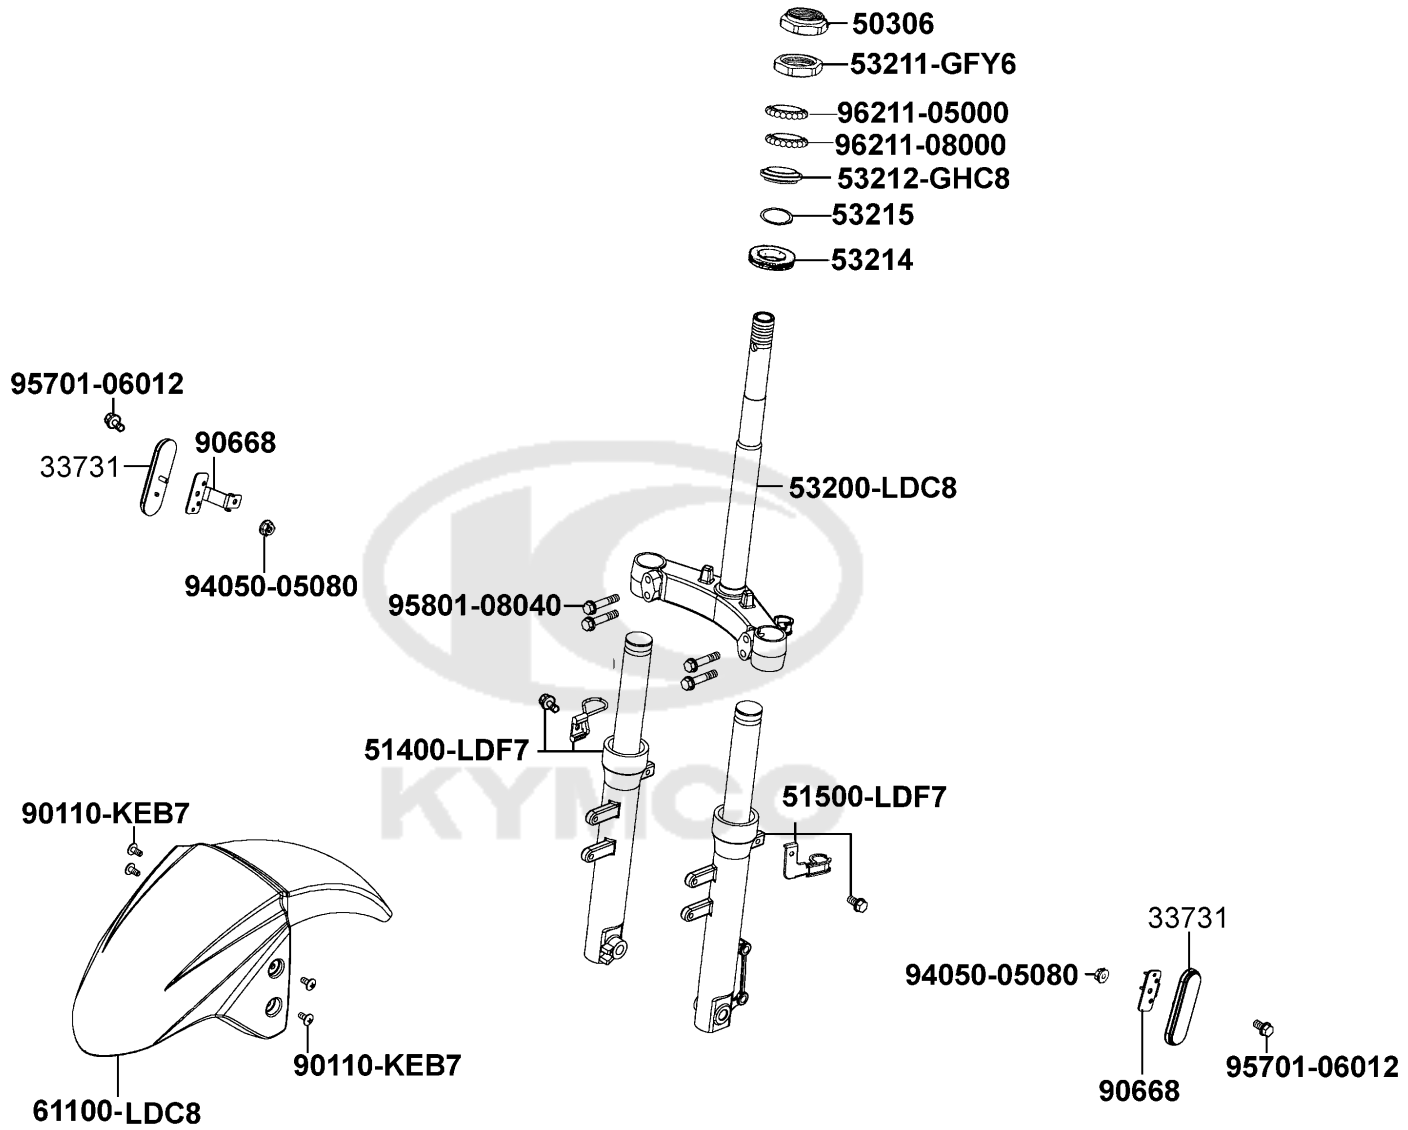 50306
53211-GFY6
96211-05000
96211-08000
53212-GHC8
53215
53214
95701-06012
90668
33731
53200-LDC8
94050-05080
95801-08040
51400-LDF7
KYMCO
51500-LDF7
90110-KEB7
33731
94050-05080
90110-KEB7
95701-06012
90668
61100-LDC8